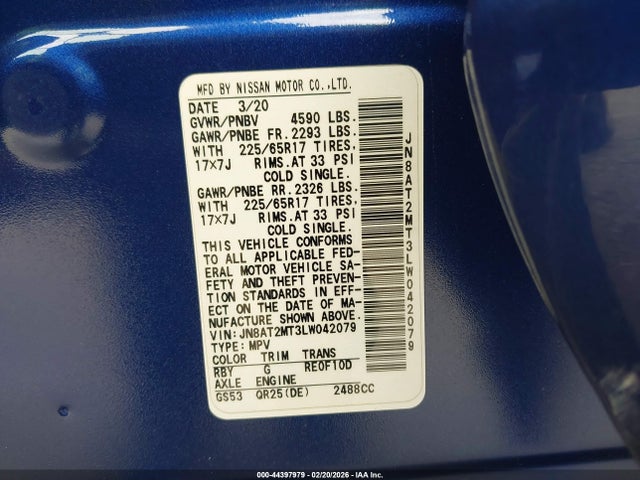 MFD BY NISSAN MOTOR CO.,LTD.
DATE 3/20
GVWR/PNBV 4590 LBS.
GAWR/PNBE FR.2293 LBS.
WITH 225/65R17 TIRES,
17×7J RIMS.AT 33 PSI
COLD SINGLE.
GAWR/PNBE RR.2326 LBS.
WITH 225/65R17 TIRES,
17×7J RIMS.AT 33 PSI
COLD SINGLE.
THIS VEHICLE CONFORMS
TO ALL APPLICABLE FED-
ERAL MOTOR VEHICLE SA-
FETY AND THEFT PREVEN-
TION STANDARDS IN EFF-
ECT ON THE DATE OF MA-
NUFACTURE SHOWN ABOVE.
VIN:JN8AT2MT3LW042079
TYPE:MPV
COLOR TRIM TRANS
RBY G RE0F10D
AXLE ENGINE
GS53 QR25(DE) 2488CC
JN8AT2MT3LW042079
000-44397979 - 02/20/2026 - IAA Inc.